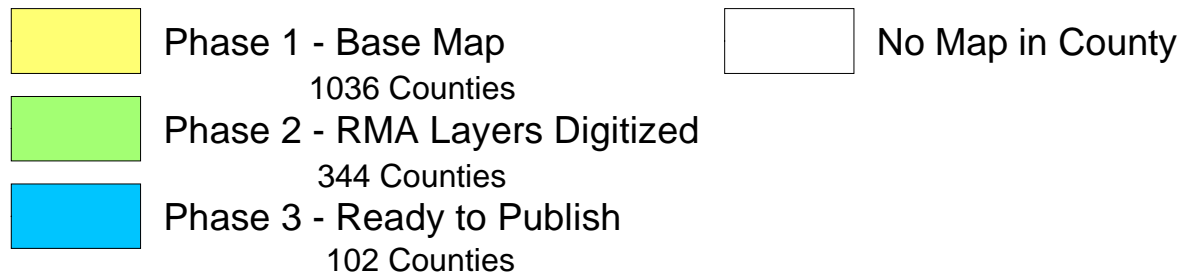 Phase 1 - Base Map
1036 Counties
Phase 2 - RMA Layers Digitized
344 Counties
Phase 3 - Ready to Publish
102 Counties
No Map in County